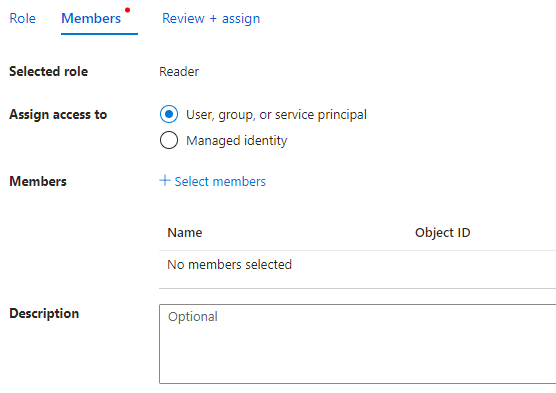 Role Members Review + assign
Selected role Reader
Assign access to User, group, or service principal
Managed identity
Members + Select members
Name Object ID
No members selected
Description Optional